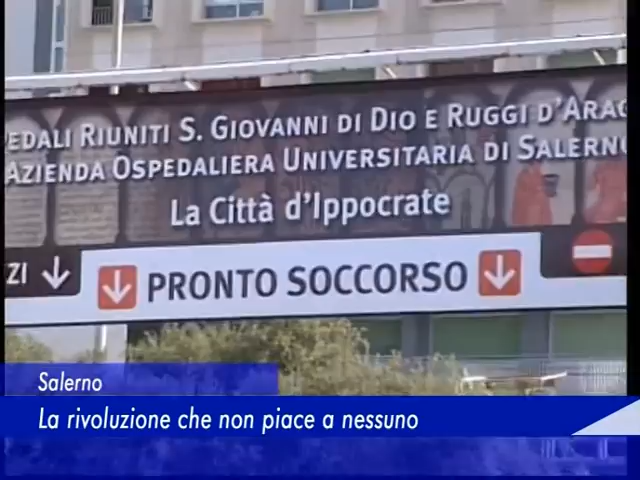 EDALI RIUNITI S. GIOVANNI DI DIO E RUGGI D'ARAG
AZIENDA OSPEDALIERA UNIVERSITARIA DI SALERNO
La Città d'Ippocrate
ZI
PRONTO SOCCORSO
Salerno
La rivoluzione che non piace a nessuno